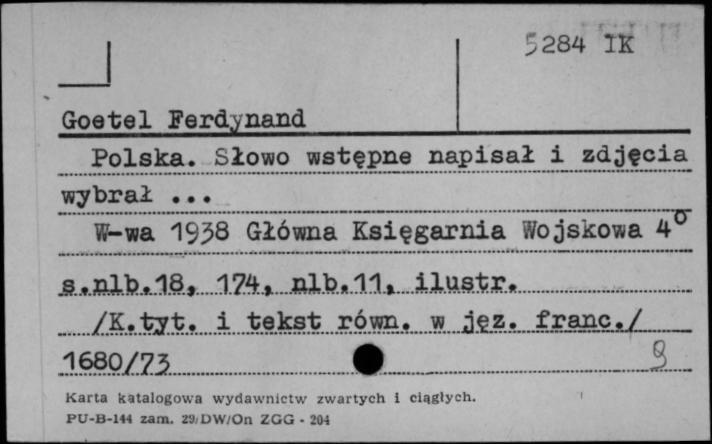 5284 IK
Goetel Ferdynand
Polska. Słowo wstępne napisał i zdjęcia
wybrał ...
W-wa 1938 Główna Księgarnia Wojskowa 4°
s.nlb.18, 174, nlb.11, ilustr.
/K.tyt. i tekst równ. w jęz. franc./
1680/73 9
Karta katalogowa wydawnictw zwartych i ciągłych.
PU-B-144 zam. 29/DW/On ZGG - 204